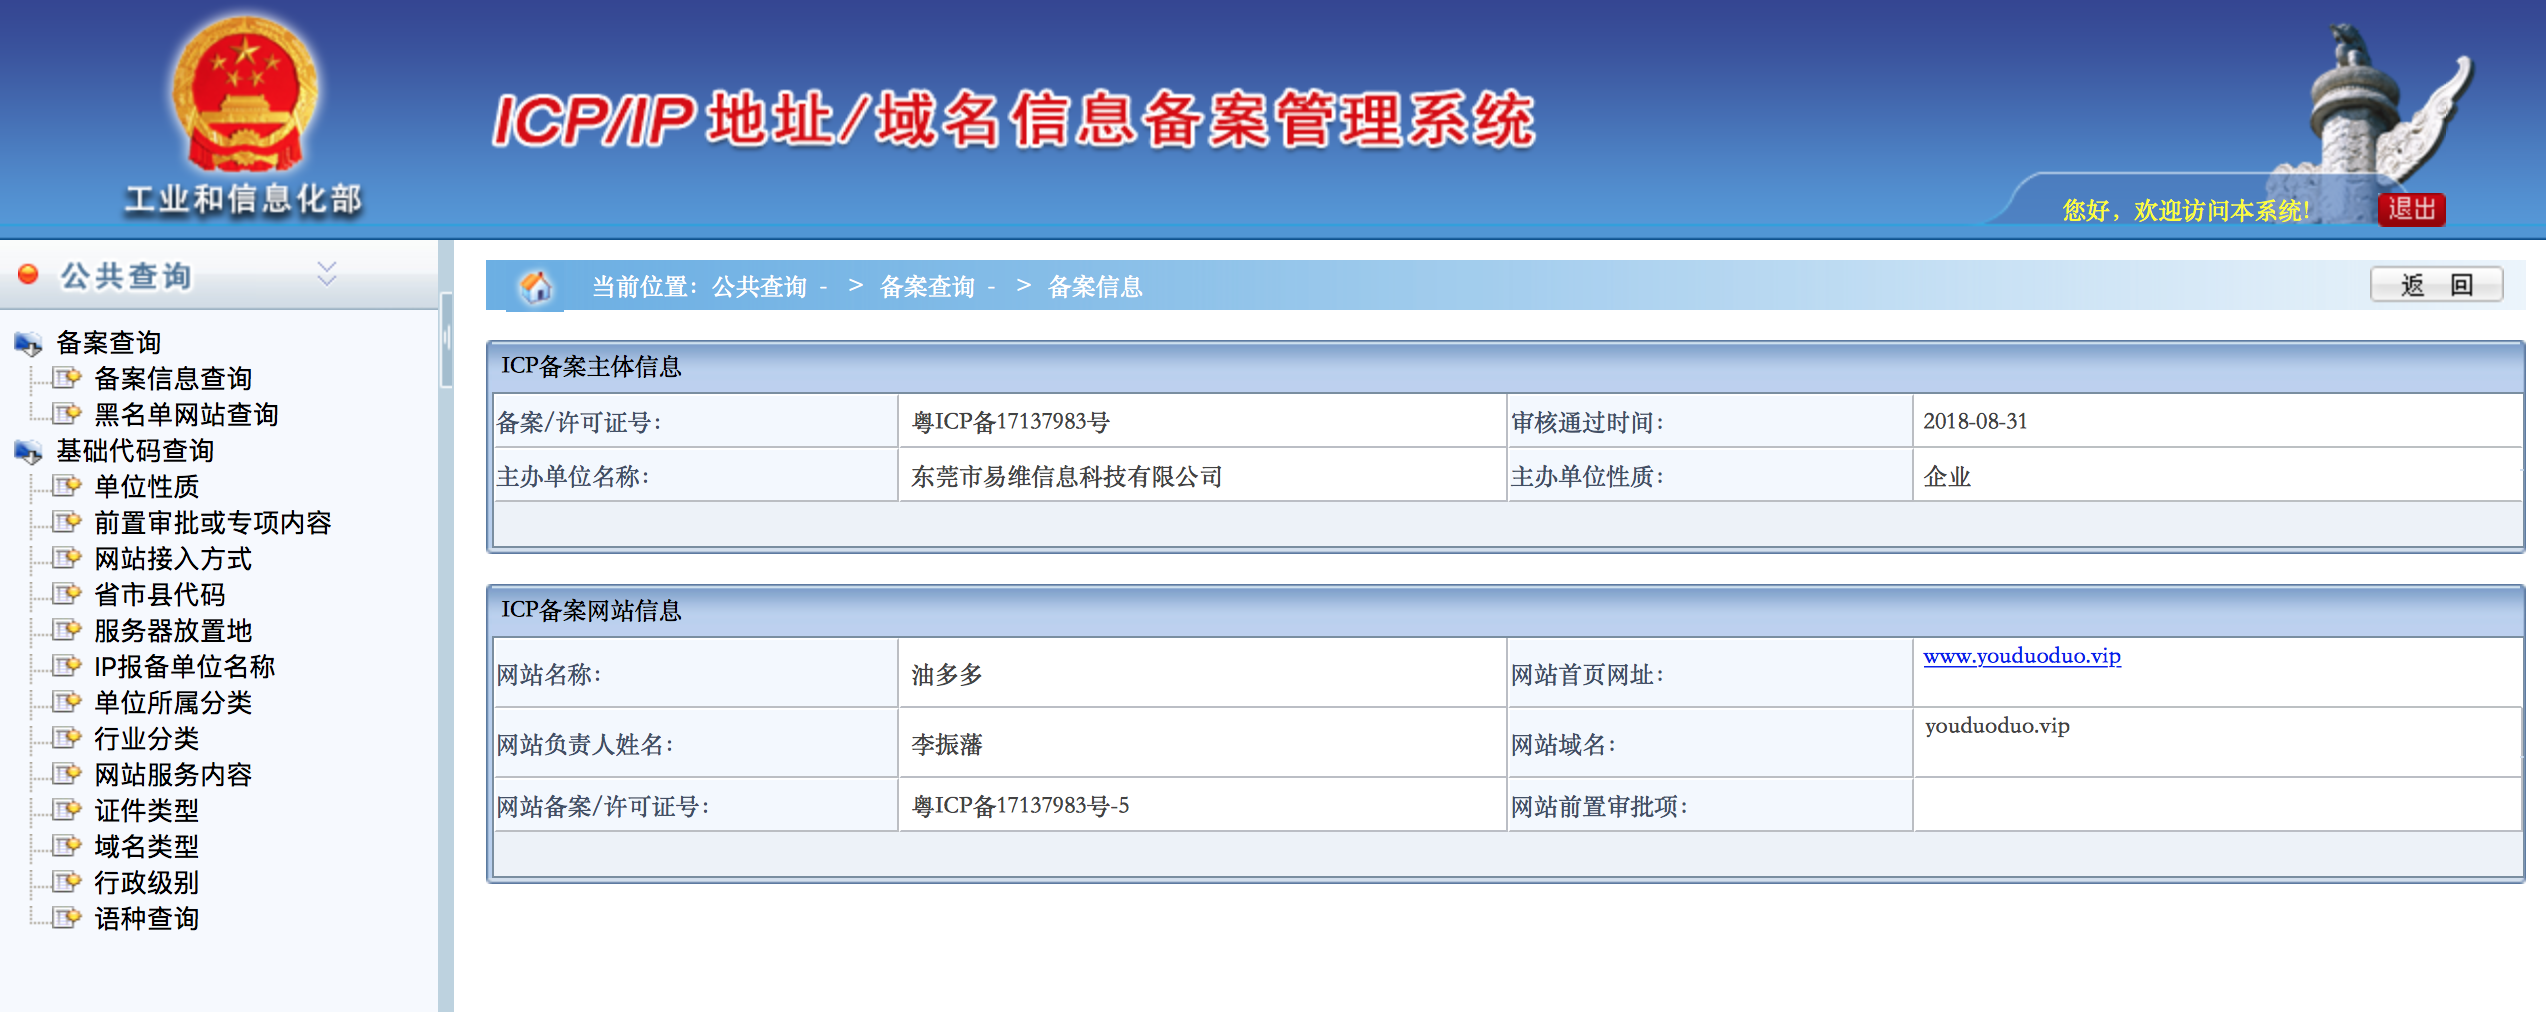 ICP/IP 地址/域名信息备案管理系统
工业和信息化部
您好，欢迎访问本系统! 退出
公共查询
备案查询
备案信息查询
黑名单网站查询
基础代码查询
单位性质
前置审批或专项内容
网站接入方式
省市县代码
服务器放置地
IP报备单位名称
单位所属分类
行业分类
网站服务内容
证件类型
域名类型
行政级别
语种查询
当前位置：公共查询 - > 备案查询 - > 备案信息 返 回
ICP备案主体信息
备案/许可证号： 粤ICP备17137983号 审核通过时间： 2018-08-31
主办单位名称： 东莞市易维信息科技有限公司 主办单位性质： 企业
ICP备案网站信息
网站名称： 油多多 网站首页网址： www.youduoduo.vip
网站负责人姓名： 李振藩 网站域名： youduoduo.vip
网站备案/许可证号： 粤ICP备17137983号-5 网站前置审批项：